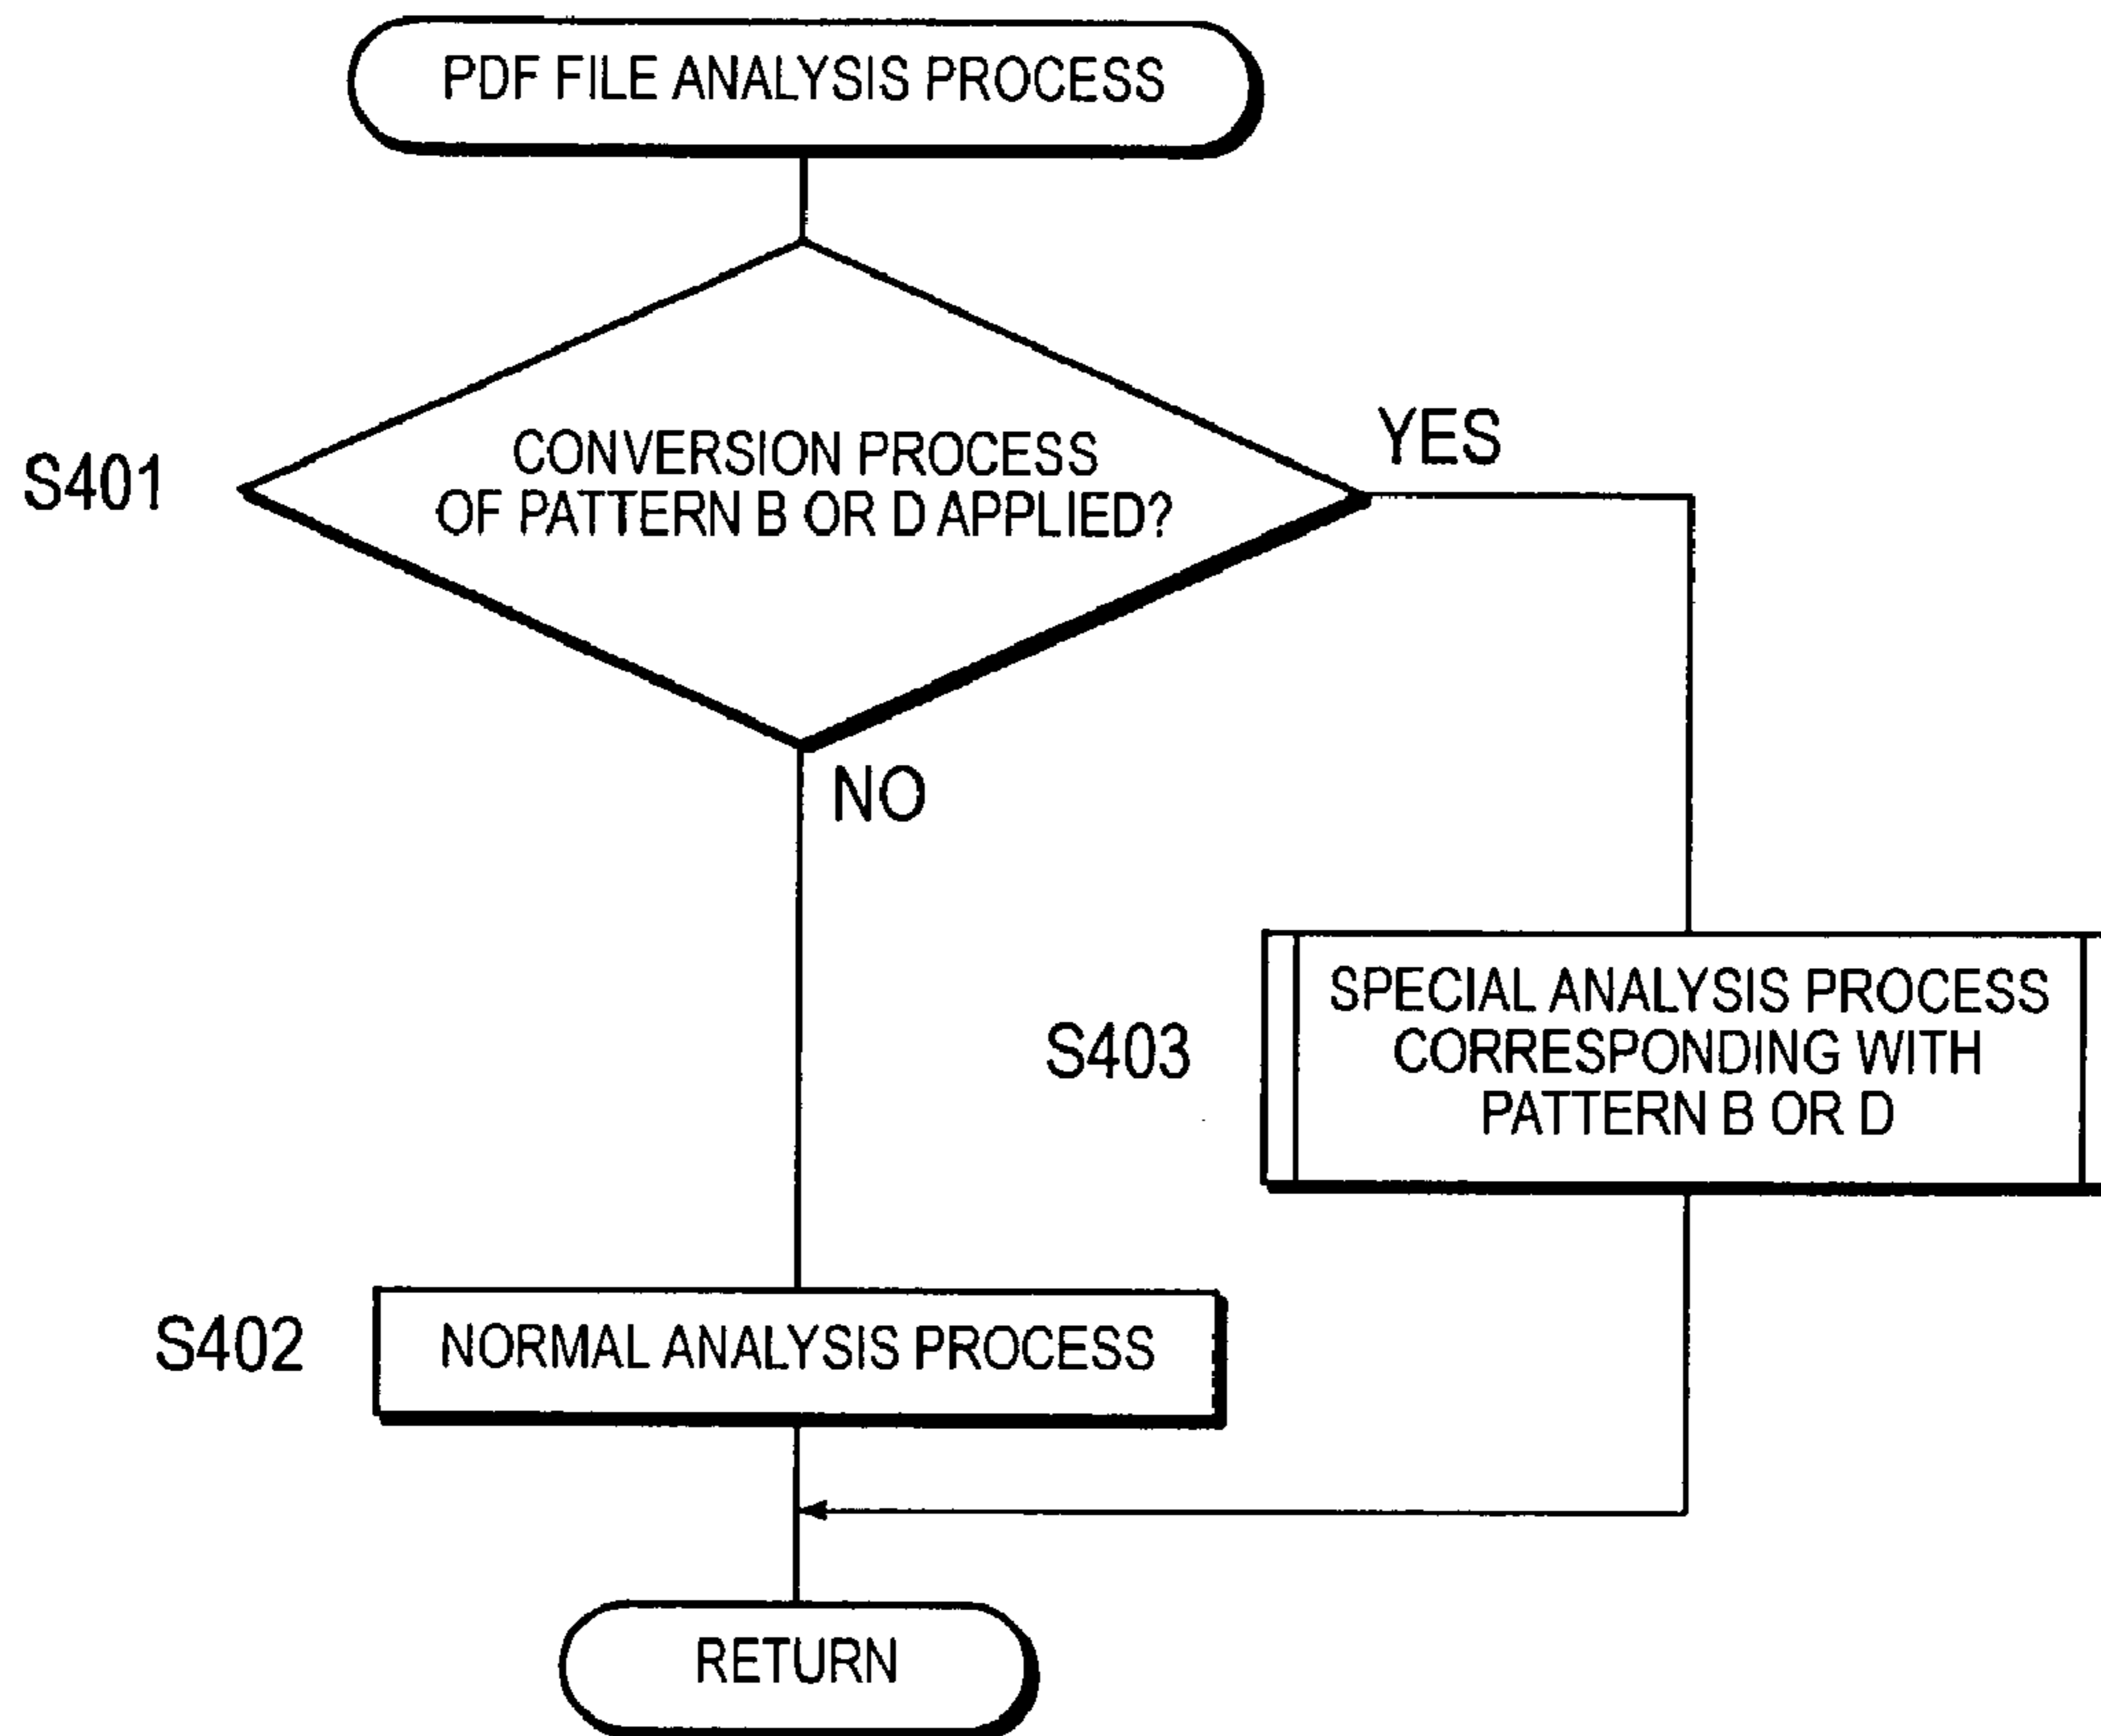 PDF FILE ANALYSIS PROCESS
S401
CONVERSION PROCESS
OF PATTERN B OR D APPLIED?
YES
NO
S403
SPECIAL ANALYSIS PROCESS
CORRESPONDING WITH
PATTERN B OR D
S402
NORMAL ANALYSIS PROCESS
RETURN